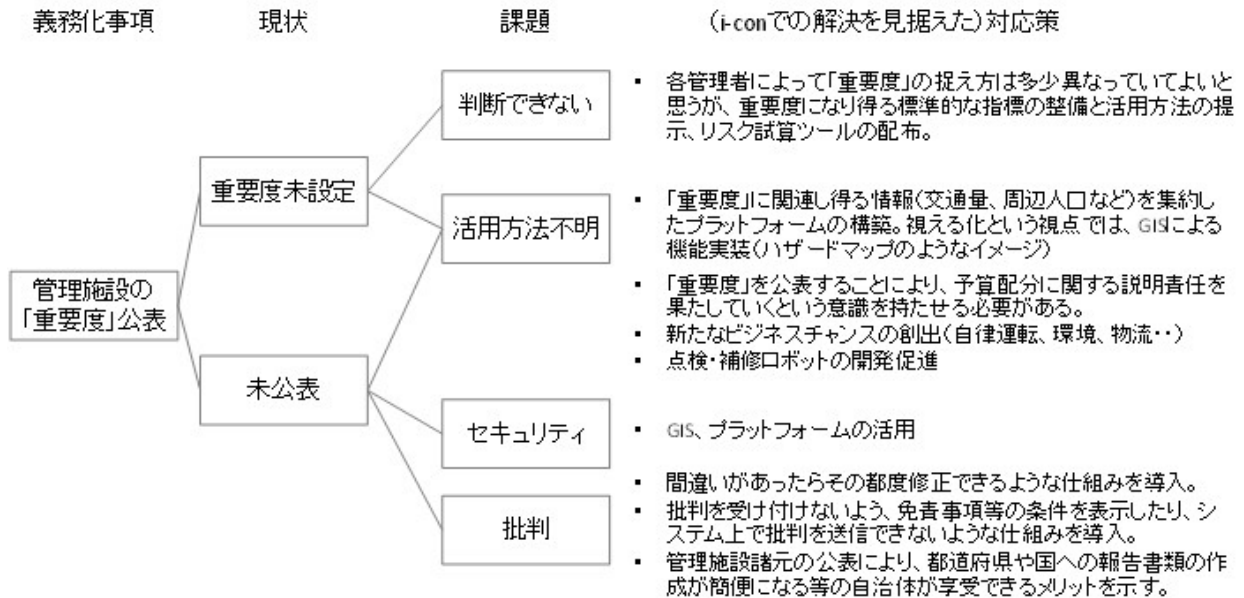 義務化事項
現状
課題
(i-conでの解決を見据えた)対応策
管理施設の
「重要度」公表
重要度未設定
未公表
判断できない
活用方法不明
セキュリティ
批判
▪ 各管理者によって「重要度」の捉え方は多少異なっていてよいと
思うが、重要度になり得る標準的な指標の整備と活用方法の提
示、リスク試算ツールの配布。
▪ 「重要度」に関連し得る情報(交通量、周辺人口など)を集約し
たプラットフォームの構築。視える化という視点では、GISによる
機能実装(ハザードマップのようなイメージ)
▪ 「重要度」を公表することにより、予算配分に関する説明責任を
果たしていくという意識を持たせる必要がある。
▪ 新たなビジネスチャンスの創出(自律運転、環境、物流・・)
▪ 点検・補修ロボットの開発促進
▪ GIS、プラットフォームの活用
▪ 間違いがあったらその都度修正できるような仕組みを導入。
▪ 批判を受け付けないよう、免責事項等の条件を表示したり、シ
ステム上で批判を送信できないような仕組みを導入。
▪ 管理施設諸元の公表により、都道府県や国への報告書類の作
成が簡便になる等の自治体が享受できるメリットを示す。